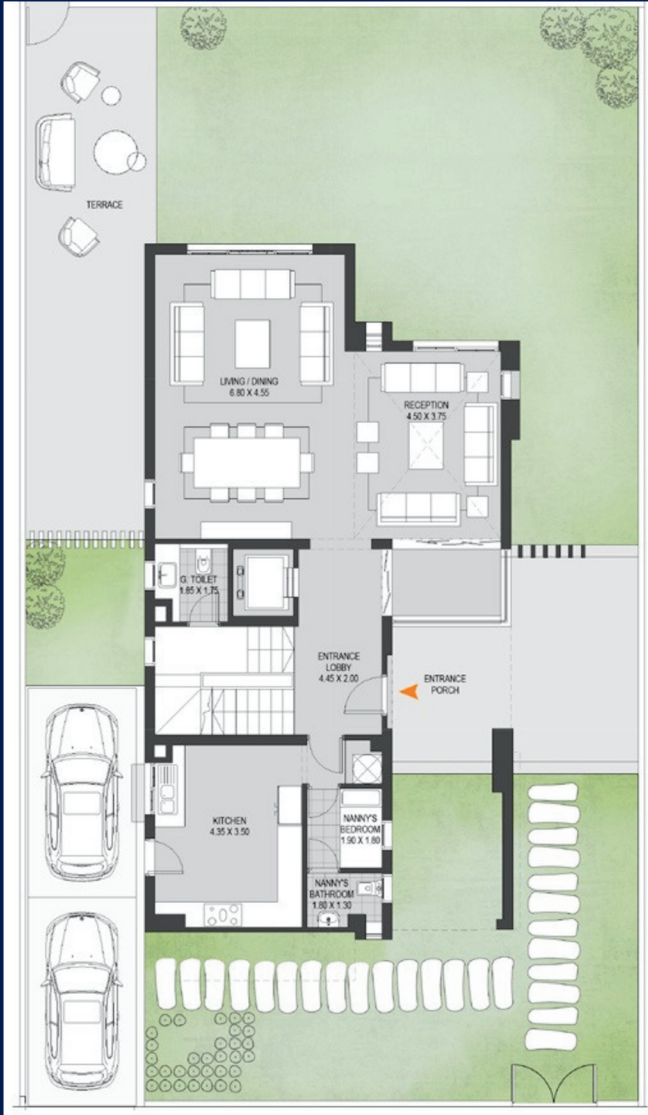 TERRACE
LIVING / DINING
6.80 X 4.55
RECEPTION
4.50 X 3.75
G. TOILET
1.85 X 1.75
ENTRANCE
LOBBY
4.45 X 2.00
ENTRANCE
PORCH
KITCHEN
4.35 X 3.50
NANNY'S
BEDROOM
1.90 X 1.80
NANNY'S
BATHROOM
1.80 X 1.30